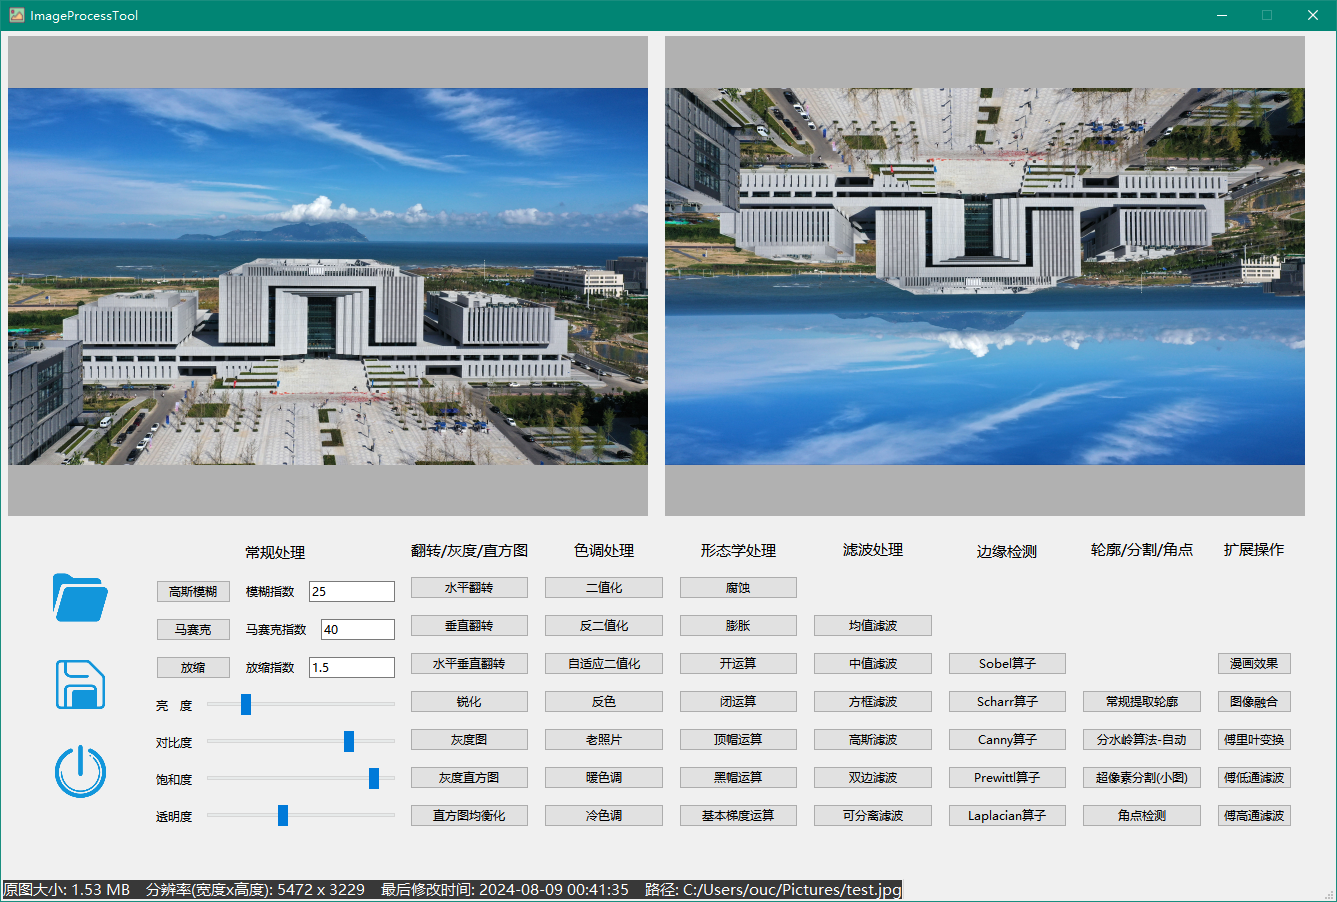 ImageProcessTool
常规处理
翻转/灰度/直方图
色调处理
形态学处理
滤波处理
边缘检测
轮廓/分割/角点
扩展操作
高斯模糊 模糊指数 25
水平翻转
二值化
腐蚀
马赛克 马赛克指数 40
垂直翻转
反二值化
膨胀
均值滤波
放缩 放缩指数 1.5
水平垂直翻转
自适应二值化
开运算
中值滤波
Sobel算子
漫画效果
亮 度
锐化
反色
闭运算
方框滤波
Scharr算子
常规提取轮廓
图像融合
对比度
灰度图
老照片
顶帽运算
高斯滤波
Canny算子
分水岭算法-自动
傅里叶变换
饱和度
灰度直方图
暖色调
黑帽运算
双边滤波
Prewittl算子
超像素分割(小图)
傅低通滤波
透明度
直方图均衡化
冷色调
基本梯度运算
可分离滤波
Laplacian算子
角点检测
傅高通滤波
原图大小: 1.53 MB 分辨率(宽度x高度): 5472 x 3229 最后修改时间: 2024-08-09 00:41:35 路径: C:/Users/ouc/Pictures/test.jpg